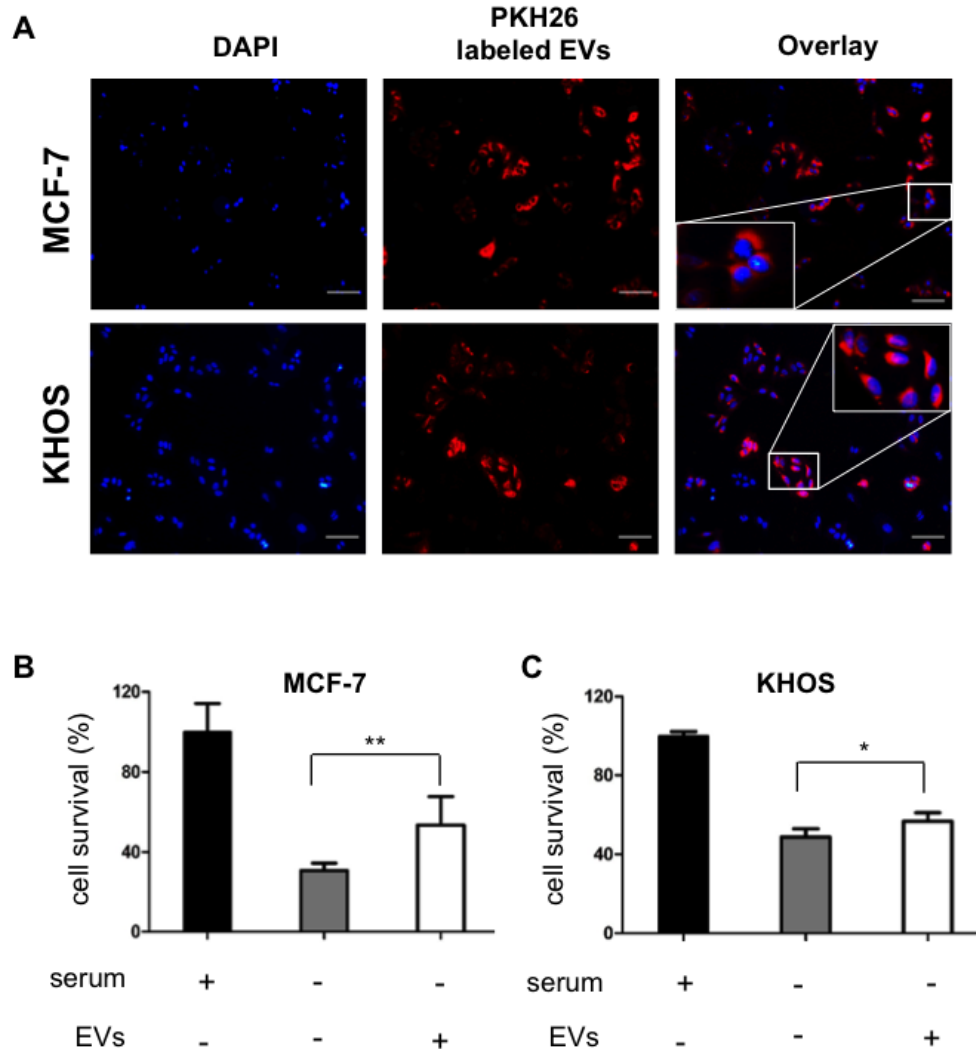 A
DAPI
PKH26
labeled EVs
Overlay
MCF-7
KHOS
B
MCF-7
cell survival (%)
120
80
40
0
**
serum + - -
EVs - - +
C
KHOS
cell survival (%)
120
80
40
0
*
serum + - -
EVs - - +